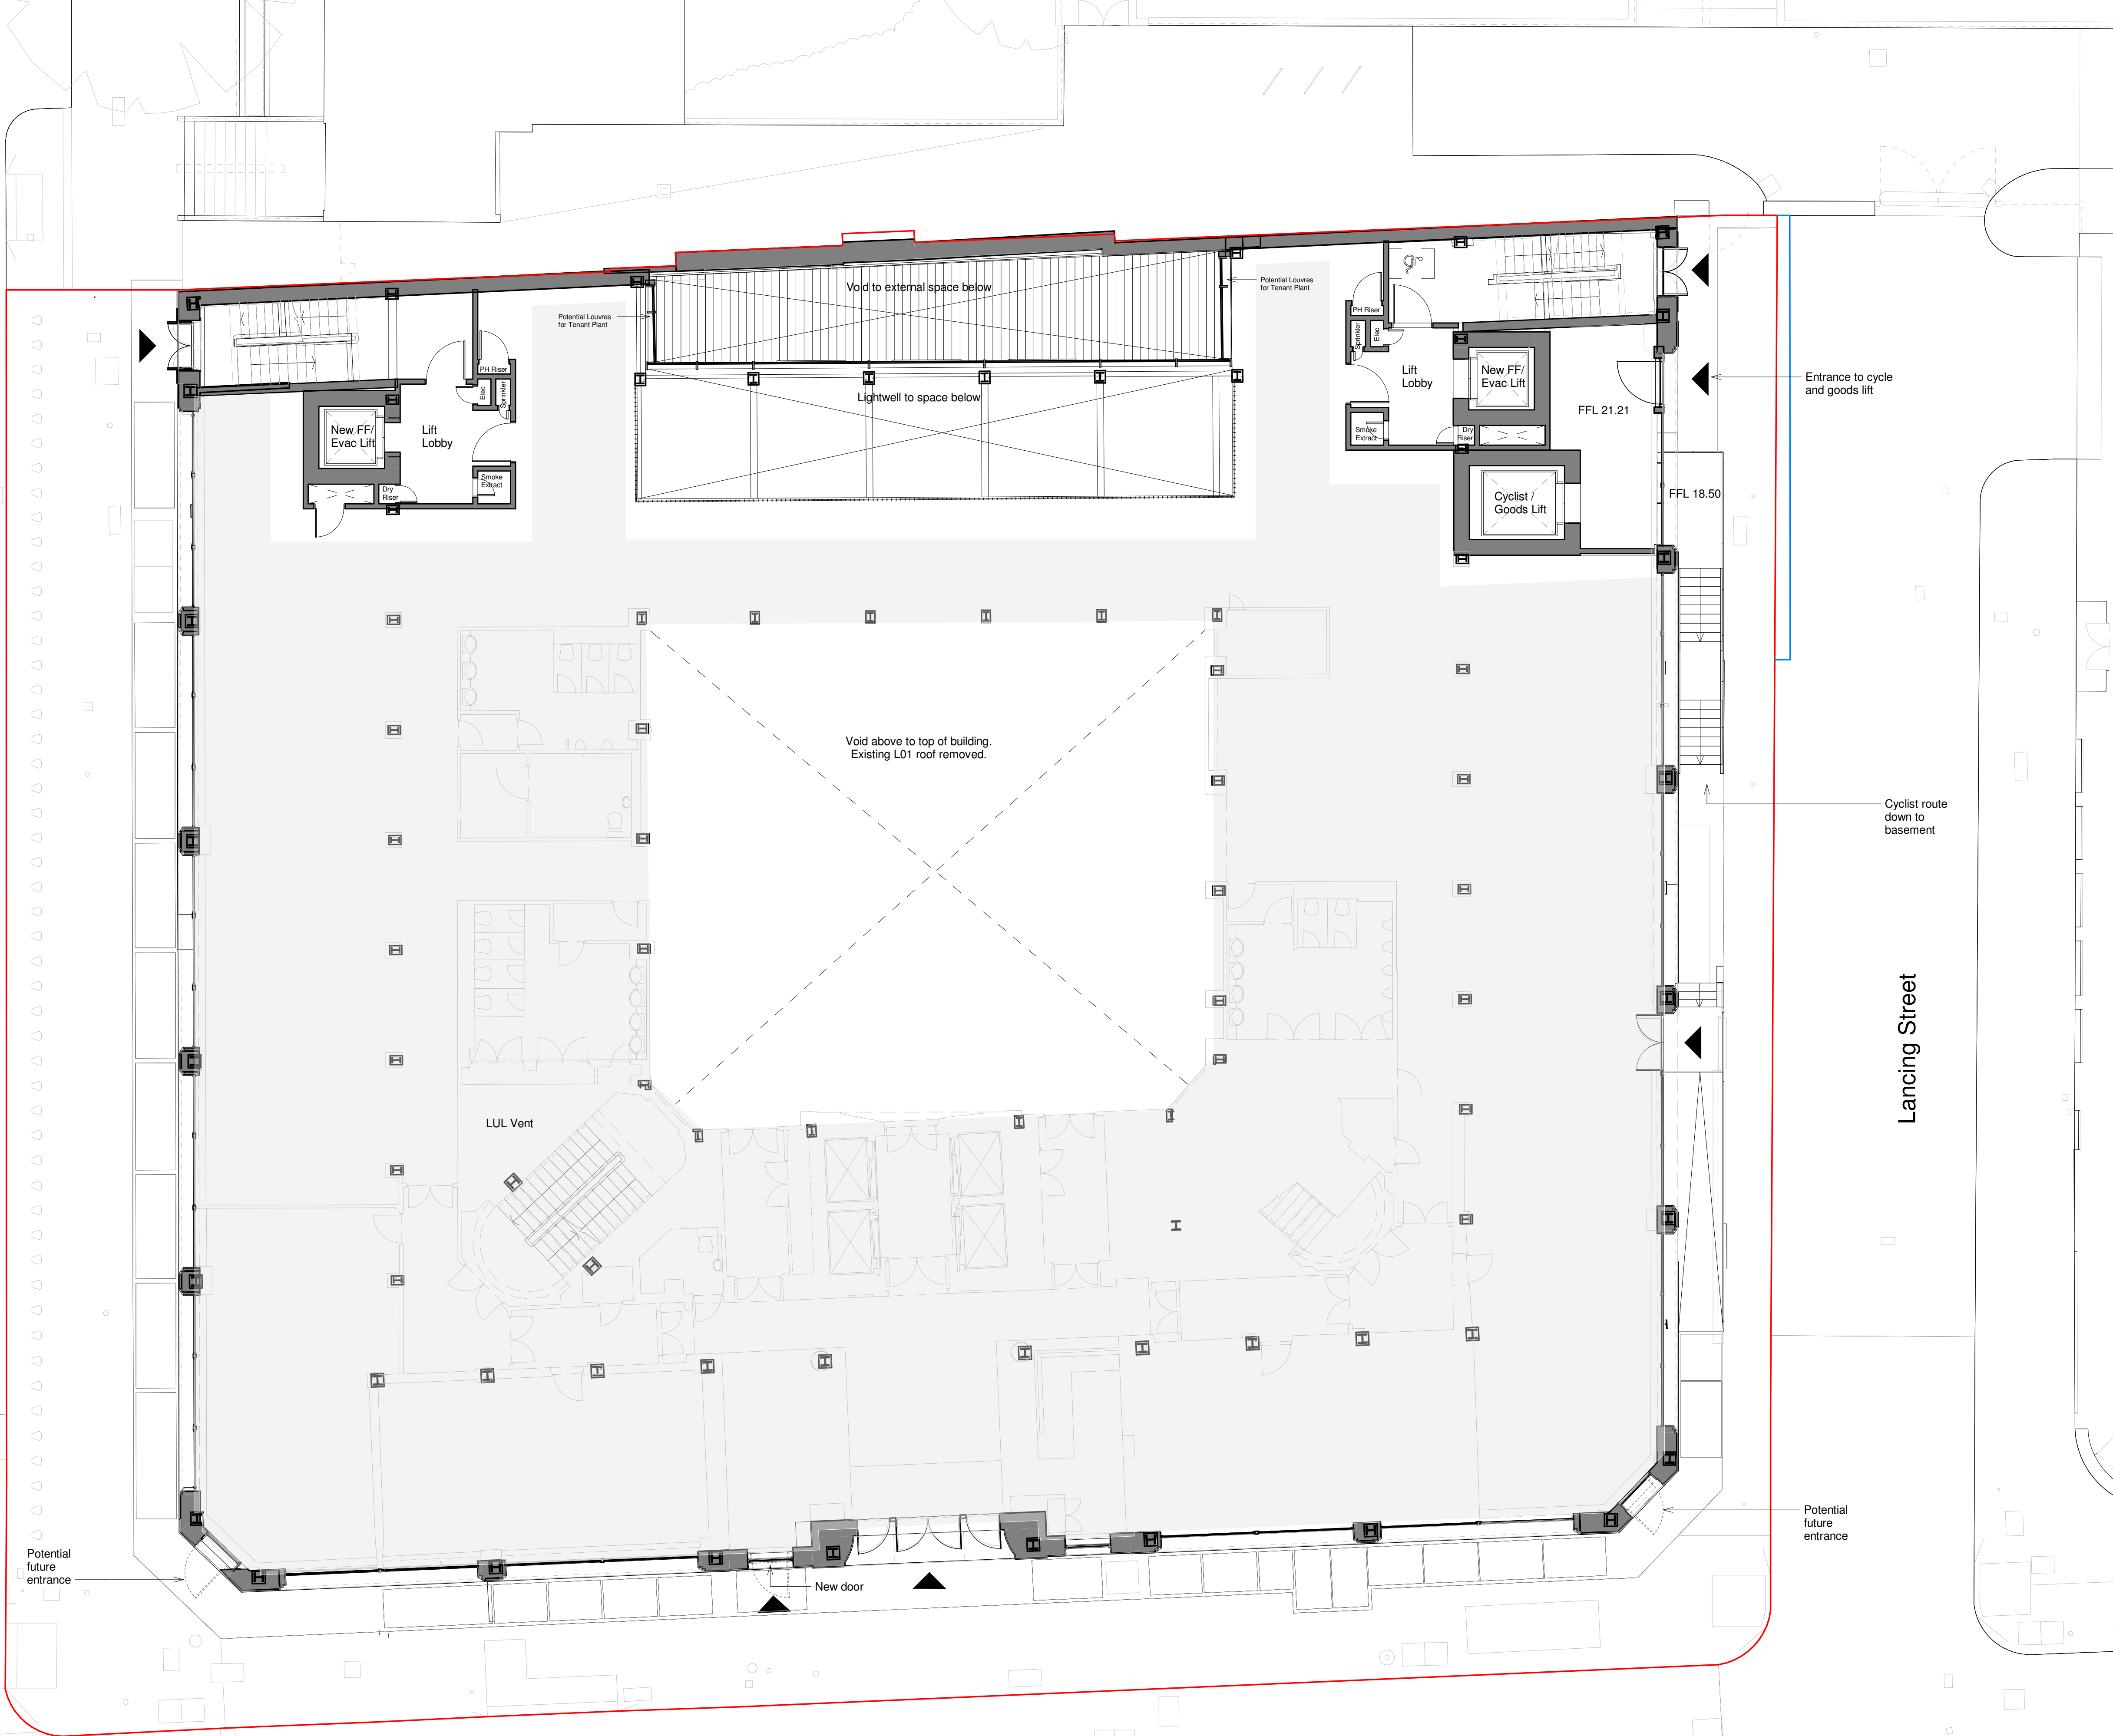 Void to external space below
Potential Louvres
for Tenant Plant
Potential Louvres
for Tenant Plant
PH Riser
Sprinkler
Elec
Lift
Lobby
New FF/
Evac Lift
Smoke
Extract
Dry
Riser
FFL 21.21
Entrance to cycle
and goods lift
PH Riser
Elec
Sprinkler
Lightwell to space below
New FF/
Evac Lift
Lift
Lobby
Dry
Riser
Smoke
Extract
Cyclist /
Goods Lift
FFL 18.50
Void above to top of building.
Existing L01 roof removed.
Cyclist route
down to
basement
Lancing Street
LUL Vent
Potential
future
entrance
Potential
future
entrance
New door